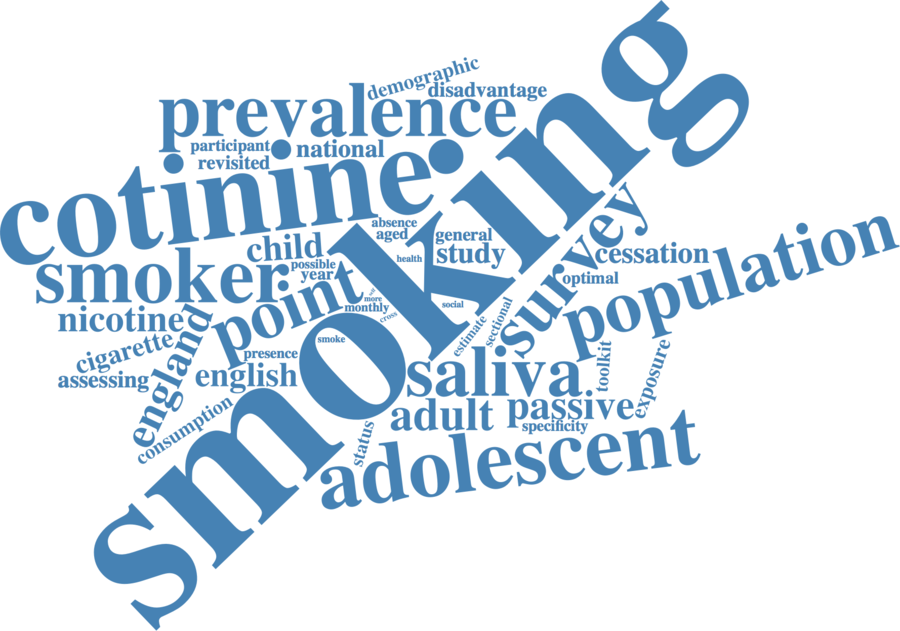 demographic
disadvantage
prevalence
participant
national
revisited
cotinine
smoking
absence
aged
general
survey
child
study
cessation
health
smoker
possible
year
optimal
population
point
more
monthly
social
cross
nicotine
england
smoke
estimate
sectional
cigarette
presence
toolkit
exposure
assessing
english
saliva
adult
passive
consumption
status
specificity
adolescent